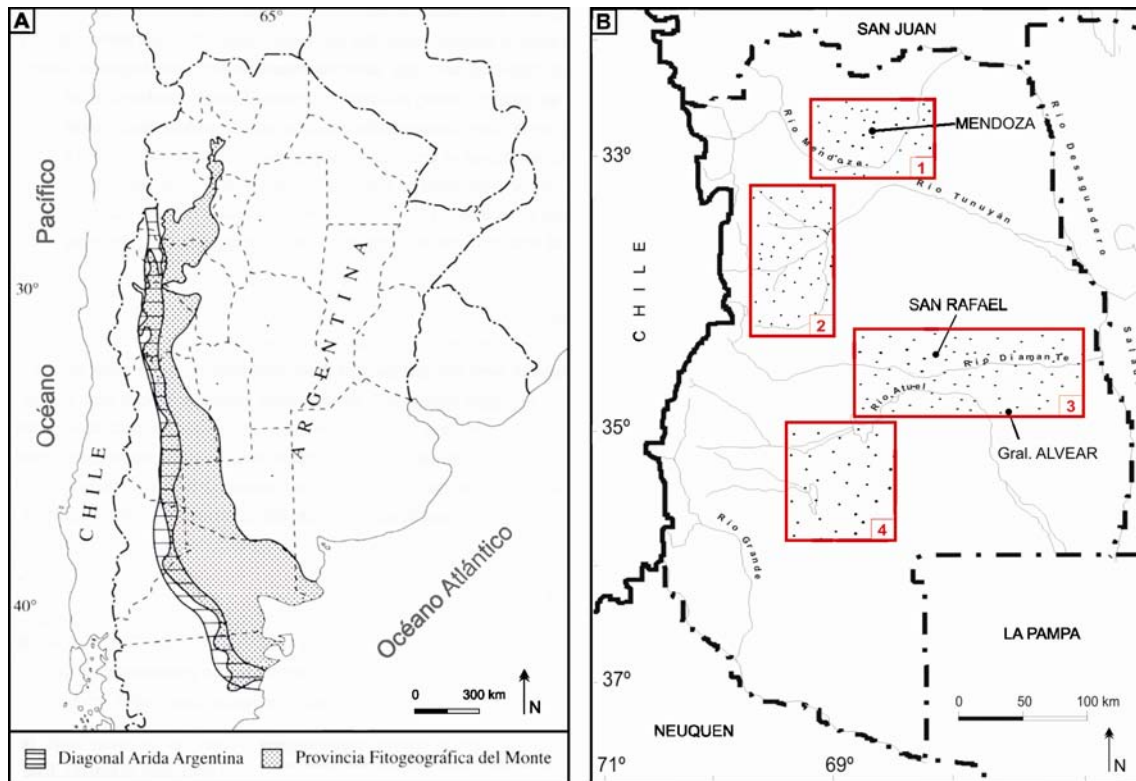 A
65°
Pacífico
Océano
30°
40°
CHILE
ARGENTINA
Océano Atlántico
0 300 km
N
Diagonal Arida Argentina
Provincia Fitogeográfica del Monte
B
SAN JUAN
MENDOZA
Río Mendoza
1
33°
Río Tunuyán
Río Desaguadero
CHILE
2
SAN RAFAEL
Río Diamante
Río Atuel
3
Salado
35°
Gral. ALVEAR
4
Río Grande
LA PAMPA
37°
0 50 100 km
NEUQUEN
71°
69°
N